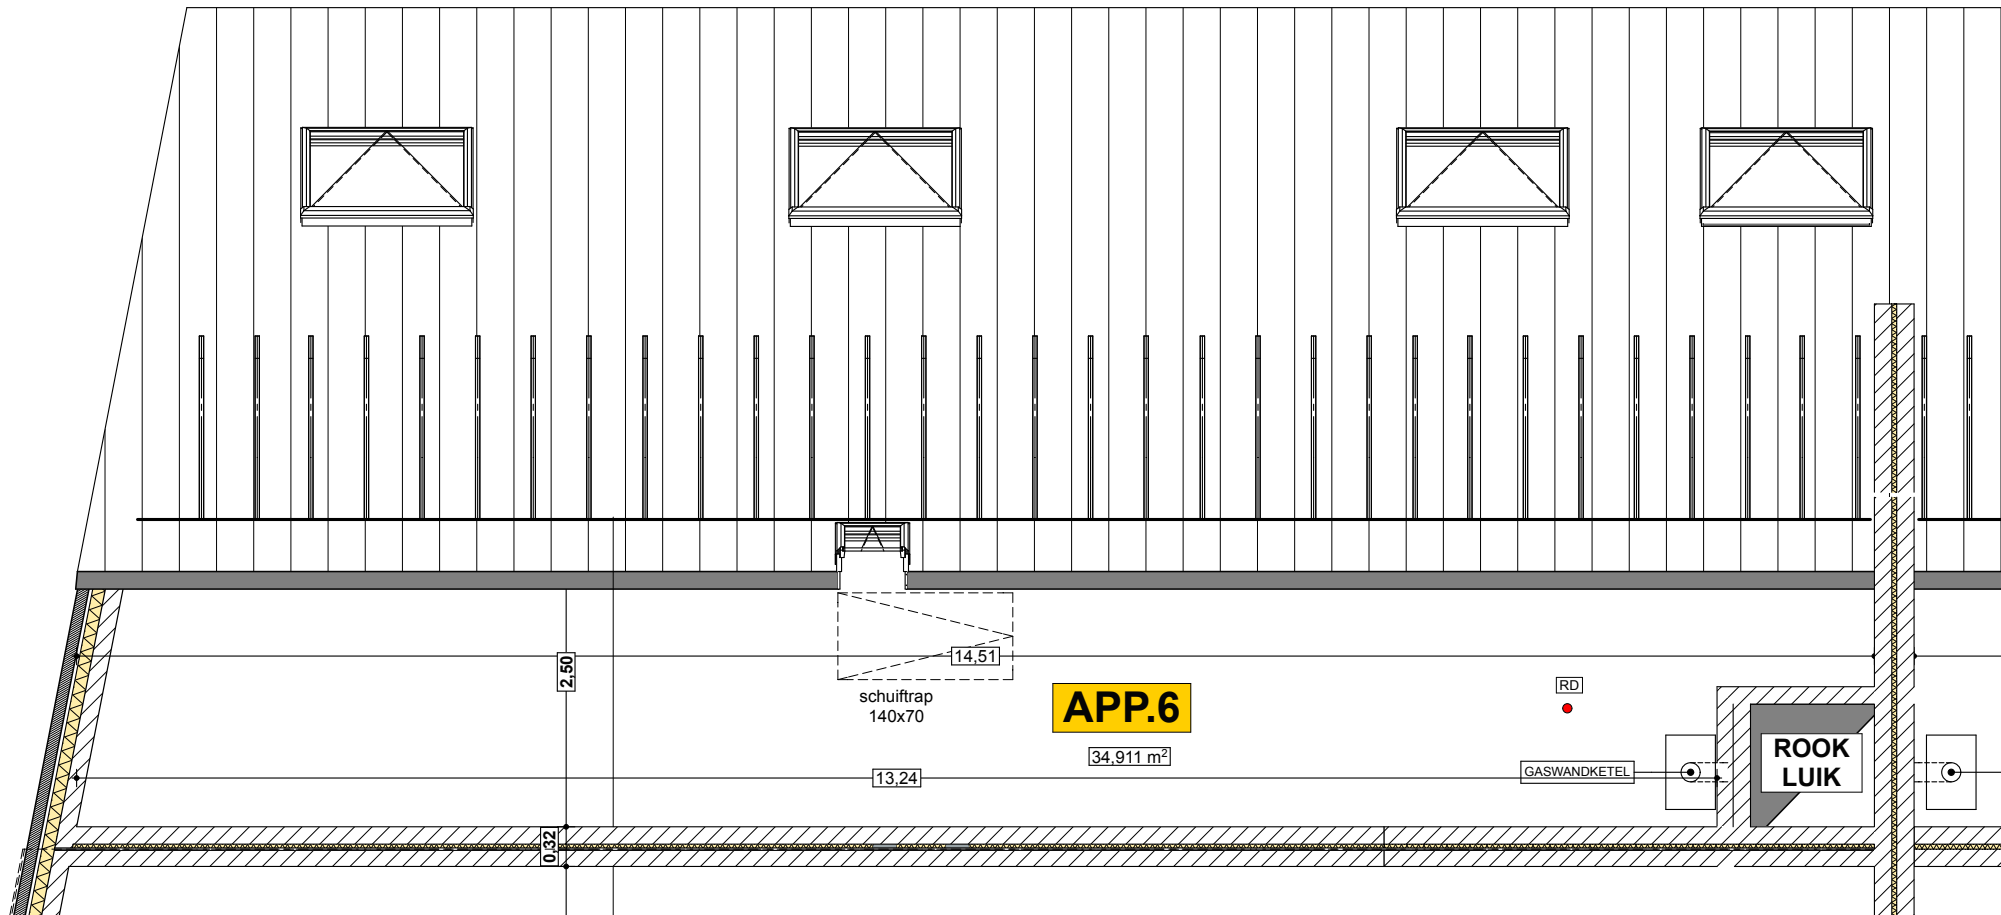 14,51
2,50
schuiftrap
140x70
APP.6
RD
34,911 m²
ROOK
LUIK
GASWANDKETEL
13,24
0,32